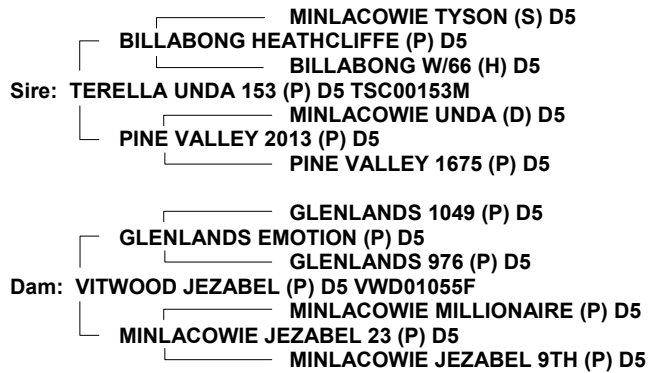 MINLACOWIE TYSON (S) D5
BILLABONG HEATHCLIFFE (P) D5
BILLABONG W/66 (H) D5
Sire: TERELLA UNDA 153 (P) D5 TSC00153M
MINLACOWIE UNDA (D) D5
PINE VALLEY 2013 (P) D5
PINE VALLEY 1675 (P) D5
GLENLANDS 1049 (P) D5
GLENLANDS EMOTION (P) D5
GLENLANDS 976 (P) D5
Dam: VITWOOD JEZABEL (P) D5 VWD01055F
MINLACOWIE MILLIONAIRE (P) D5
MINLACOWIE JEZABEL 23 (P) D5
MINLACOWIE JEZABEL 9TH (P) D5